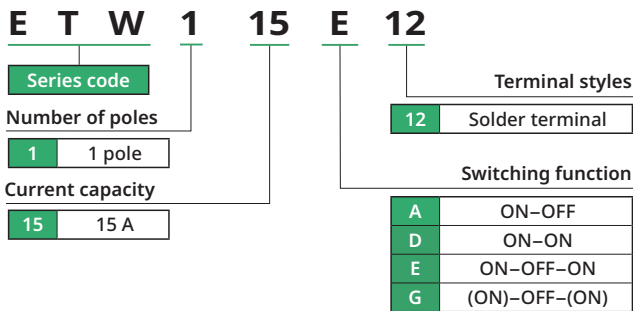 E T W 1 15 E 12
Series code
Number of poles
1 1 pole
Current capacity
15 15 A
Terminal styles
12 Solder terminal
Switching function
A ON–OFF
D ON–ON
E ON–OFF–ON
G (ON)–OFF–(ON)